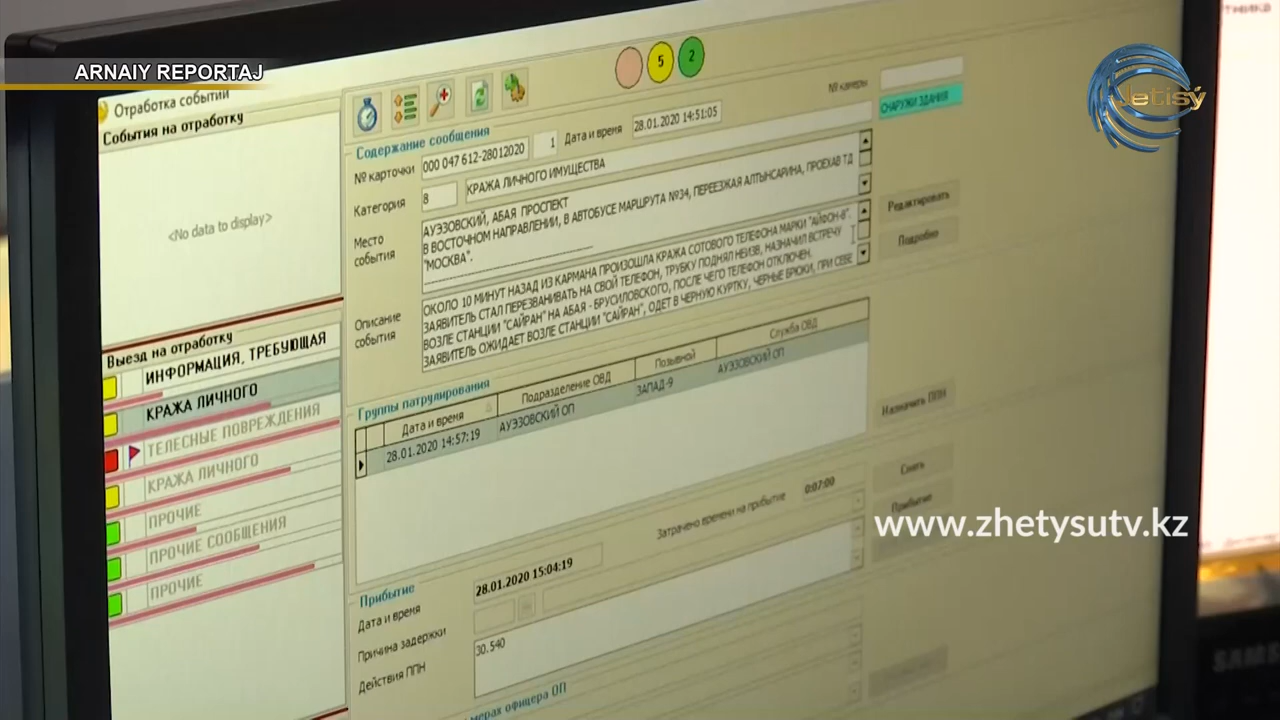 ARNAIY REPORTAJ
Jetisý
www.zhetysutv.kz
Отработка событий
События на отработку
<No data to display>
Выезд на отработку
ИНФОРМАЦИЯ, ТРЕБУЮЩАЯ
КРАЖА ЛИЧНОГО
ТЕЛЕСНЫЕ ПОВРЕЖДЕНИЯ
КРАЖА ЛИЧНОГО
ПРОЧИЕ
ПРОЧИЕ СООБЩЕНИЯ
ПРОЧИЕ
5 2
Содержание сообщения
№ карточки 000 047 612-28012020 1 Дата и время 28.01.2020 14:51:05 № камеры
СНАРУЖИ ЗДАНИЯ
Категория 8 КРАЖА ЛИЧНОГО ИМУЩЕСТВА
Место события
АУЭЗОВСКИЙ, АБАЯ ПРОСПЕКТ
В ВОСТОЧНОМ НАПРАВЛЕНИИ, В АВТОБУСЕ МАРШРУТА №34, ПЕРЕЕЗЖАЯ АЛТЫНСАРИНА, ПРОЕХАВ ТД
"МОСКВА".
Описание события
ОКОЛО 10 МИНУТ НАЗАД ИЗ КАРМАНА ПРОИЗОШЛА КРАЖА СОТОВОГО ТЕЛЕФОНА МАРКИ "АЙФОН-8".
ЗАЯВИТЕЛЬ СТАЛ ПЕРЕЗВАНИВАТЬ НА СВОЙ ТЕЛЕФОН, ТРУБКУ ПОДНЯЛ НЕИЗВ, НАЗНАЧИЛ ВСТРЕЧУ
ВОЗЛЕ СТАНЦИИ "САЙРАН" НА АБАЯ - БРУСИЛОВСКОГО, ПОСЛЕ ЧЕГО ТЕЛЕФОН ОТКЛЮЧЕН.
ЗАЯВИТЕЛЬ ОЖИДАЕТ ВОЗЛЕ СТАНЦИИ "САЙРАН", ОДЕТ В ЧЕРНУЮ КУРТКУ, ЧЕРНЫЕ БРЮКИ, ПРИ СЕБЕ
Редактировать
Подробно
Группы патрулирования
Дата и время Подразделение ОВД Позывной Служба ОВД
28.01.2020 14:57:19 АУЭЗОВСКИЙ ОП ЗАПАД-9 АУЭЗОВСКИЙ ОП
Назначить ППН
Снять
Прибытие
Затрачено времени на прибытие 0:07:00
Прибытие
Дата и время 28.01.2020 15:04:19
Причина задержки
Действия ППН 30.540
мерах офицера ОП